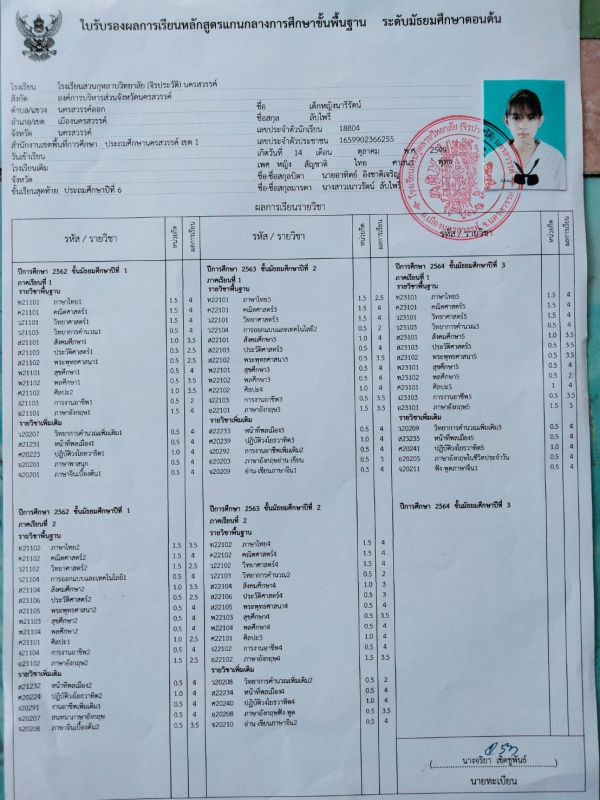 ใบรับรองผลการเรียนหลักสูตรแกนกลางการศึกษาขั้นพื้นฐาน ระดับมัธยมศึกษาตอนต้น
โรงเรียน โรงเรียนสวนกุหลาบวิทยาลัย (จิรประวัติ) นครสวรรค์
สังกัด องค์การบริหารส่วนจังหวัดนครสวรรค์
ตำบล/แขวง นครสวรรค์ออก
อำเภอ/เขต เมืองนครสวรรค์
จังหวัด นครสวรรค์
สำนักงานเขตพื้นที่การศึกษา ประถมศึกษานครสวรรค์ เขต 1
วันเข้าเรียน
โรงเรียนเดิม
จังหวัด
ชั้นเรียนสุดท้าย ประถมศึกษาปีที่ 6
ชื่อ เด็กหญิงนารีรัตน์
ชื่อสกุล ลับไพรี
เลขประจำตัวนักเรียน 18804
เลขประจำตัวประชาชน 1659902366255
เกิดวันที่ 14 เดือน ตุลาคม พ.ศ. 2549
เพศ หญิง สัญชาติ ไทย ศาสนา พุทธ
ชื่อ-ชื่อสกุลบิดา นายอาทิตย์ อิงชาติเจริญ
ชื่อ-ชื่อสกุลมารดา นางสาวเนาวรัตน์ ลับไพรี
ผลการเรียนรายวิชา
รหัส / รายวิชา หน่วยกิต ผลการเรียน
รหัส / รายวิชา หน่วยกิต ผลการเรียน
รหัส / รายวิชา หน่วยกิต ผลการเรียน
ปีการศึกษา 2562 ชั้นมัธยมศึกษาปีที่ 1
ภาคเรียนที่ 1
รายวิชาพื้นฐาน
ท21101 ภาษาไทย1 1.5 4
ค21101 คณิตศาสตร์1 1.5 4
ว21101 วิทยาศาสตร์1 1.5 4
ว21103 วิทยาการคำนวณ1 0.5 4
ส21101 สังคมศึกษา1 1.0 3.5
ส21103 ประวัติศาสตร์1 0.5 2.5
ส21102 พระพุทธศาสนา1 0.5 2.5
พ21101 สุขศึกษา1 0.5 4
พ21102 พลศึกษา1 0.5 3.5
ศ21101 ศิลปะ2 1.0 3.5
ง21103 การงานอาชีพ1 0.5 2
อ21101 ภาษาอังกฤษ1 1.5 4
รายวิชาเพิ่มเติม
ว20207 วิทยาการคำนวณเพิ่มเติม1 0.5 4
ส21231 หน้าที่พลเมือง1 0.5 4
ศ20223 ปฏิบัติวงโยธวาทิต1 1.0 4
อ20201 ภาษาพาสนุก 0.5 4
จ20201 ภาษาจีนเบื้องต้น1 0.5 4
ปีการศึกษา 2563 ชั้นมัธยมศึกษาปีที่ 2
ภาคเรียนที่ 1
รายวิชาพื้นฐาน
ท22101 ภาษาไทย3 1.5 2.5
ค22101 คณิตศาสตร์3 1.5 4
ว22101 วิทยาศาสตร์3 1.5 4
ว22104 การออกแบบและเทคโนโลยี2 0.5 2
ส22101 สังคมศึกษา3 1.0 4
ส22103 ประวัติศาสตร์3 0.5 4
ส22102 พระพุทธศาสนา3 0.5 3.5
พ22101 สุขศึกษา3 0.5 4
พ22102 พลศึกษา3 0.5 3.5
ศ22102 ศิลปะ4 1.0 4
ง22103 การงานอาชีพ3 0.5 3.5
อ22101 ภาษาอังกฤษ3 1.5 3.5
รายวิชาเพิ่มเติม
ส22233 หน้าที่พลเมือง3 0.5 4
ศ20239 ปฏิบัติวงโยธวาทิต3 1.0 4
ง20292 การงานอาชีพเพิ่มเติม2 0.5 4
อ20203 ภาษาอังกฤษอ่าน เขียน 0.5 3
จ20209 อ่าน เขียนภาษาจีน1 0.5 4
ปีการศึกษา 2564 ชั้นมัธยมศึกษาปีที่ 3
ภาคเรียนที่ 1
รายวิชาพื้นฐาน
ท23101 ภาษาไทย5 1.5 4
ค23101 คณิตศาสตร์5 1.5 4
ว23101 วิทยาศาสตร์5 1.5 4
ว23103 วิทยาการคำนวณ3 0.5 4
ส23101 สังคมศึกษา5 1.0 3.5
ส23103 ประวัติศาสตร์5 0.5 3.5
ส23102 พระพุทธศาสนา5 0.5 3.5
พ23101 สุขศึกษา5 0.5 4
พ23102 พลศึกษา5 0.5 2
ศ23101 ศิลปะ5 1 4
ง23103 การงานอาชีพ5 0.5 3.5
อ23101 ภาษาอังกฤษ5 1.5 3
รายวิชาเพิ่มเติม
ว20209 วิทยาการคำนวณเพิ่มเติม3 0.5 4
ส23235 หน้าที่พลเมือง5 0.5 4
ศ20241 ปฏิบัติวงโยธวาทิต5 1.0 4
อ20205 ภาษาอังกฤษในชีวิตประจำวัน 0.5 4
จ20211 ฟัง พูดภาษาจีน1 0.5 4
ปีการศึกษา 2562 ชั้นมัธยมศึกษาปีที่ 1
ภาคเรียนที่ 2
รายวิชาพื้นฐาน
ท21102 ภาษาไทย2 1.5 3.5
ค21102 คณิตศาสตร์2 1.5 4
ว21102 วิทยาศาสตร์2 1.5 2.5
ว21104 การออกแบบและเทคโนโลยี1 0.5 4
ส21104 สังคมศึกษา2 1.0 3.5
ส21106 ประวัติศาสตร์2 0.5 2.5
ส21105 พระพุทธศาสนา2 0.5 4
พ21103 สุขศึกษา2 0.5 4
พ21104 พลศึกษา2 0.5 4
ศ21101 ศิลปะ1 1.0 2.5
ง21104 การงานอาชีพ2 0.5 4
อ21102 ภาษาอังกฤษ2 1.5 2.5
รายวิชาเพิ่มเติม
ส21232 หน้าที่พลเมือง2 0.5 4
ศ20224 ปฏิบัติวงโยธวาทิต2 1.0 4
ง20291 งานอาชีพเพิ่มเติม1 0.5 4
อ20207 สนทนาภาษาอังกฤษ 0.5 4
จ20208 ภาษาจีนเบื้องต้น2 0.5 3.5
ปีการศึกษา 2563 ชั้นมัธยมศึกษาปีที่ 2
ภาคเรียนที่ 2
รายวิชาพื้นฐาน
ท22102 ภาษาไทย4 1.5 4
ค22102 คณิตศาสตร์4 1.5 4
ว22102 วิทยาศาสตร์4 1.5 4
ว22103 วิทยาการคำนวณ2 0.5 2
ส22104 สังคมศึกษา4 1.0 3
ส22106 ประวัติศาสตร์4 0.5 3
ส22105 พระพุทธศาสนา4 0.5 4
พ22103 สุขศึกษา4 0.5 3.5
พ22104 พลศึกษา4 0.5 4
ศ22101 ศิลปะ3 1.0 4
ง22104 การงานอาชีพ4 0.5 4
อ22102 ภาษาอังกฤษ4 1.5 3.5
รายวิชาเพิ่มเติม
ว20208 วิทยาการคำนวณเพิ่มเติม2 0.5 2
ส22234 หน้าที่พลเมือง4 0.5 4
ศ20240 ปฏิบัติวงโยธวาทิต4 1.0 4
อ20208 ภาษาอังกฤษฟัง พูด 0.5 3.5
จ20210 อ่าน เขียนภาษาจีน2 0.5 4
ปีการศึกษา 2564 ชั้นมัธยมศึกษาปีที่ 3
นางจริยา เชิดชูพันธ์
นายทะเบียน